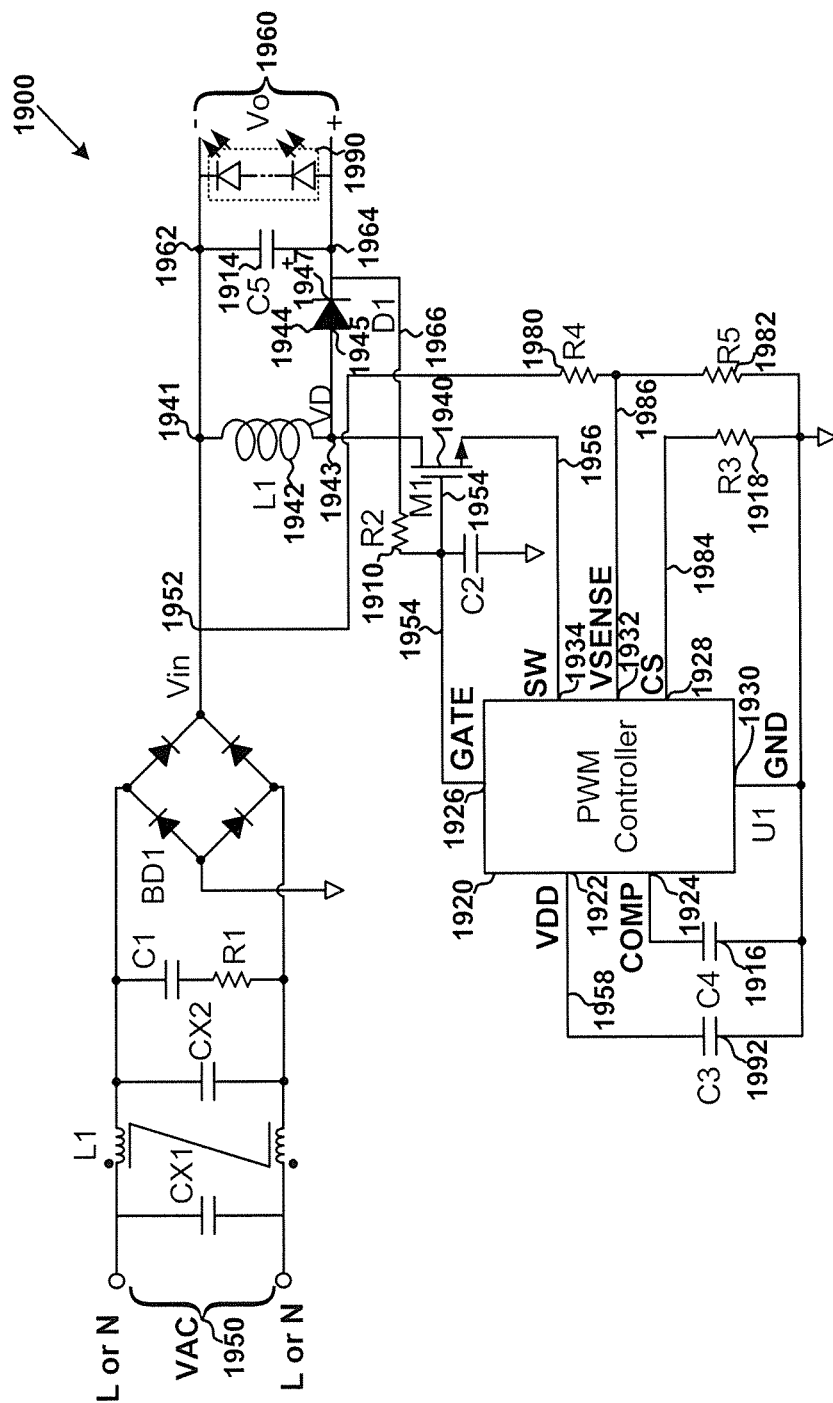 1900
L or N
VAC
1950
L or N
L1
CX1
CX2
C1
R1
BD1
Vin
1952
1941
L1
1942
1943
VD
1944
1945
1947
D1
1966
1962
1914
C5
+
1964
-
Vo
+
1960
1990
R2
1910
M1
1940
1954
1954
C2
1956
1980
R4
1986
R5
1982
R3
1918
1984
GATE
1926
SW
1934
VSENSE
1932
CS
1928
1930
GND
PWM
Controller
U1
1920
VDD
1922
COMP
1924
1958
C4
1916
C3
1992